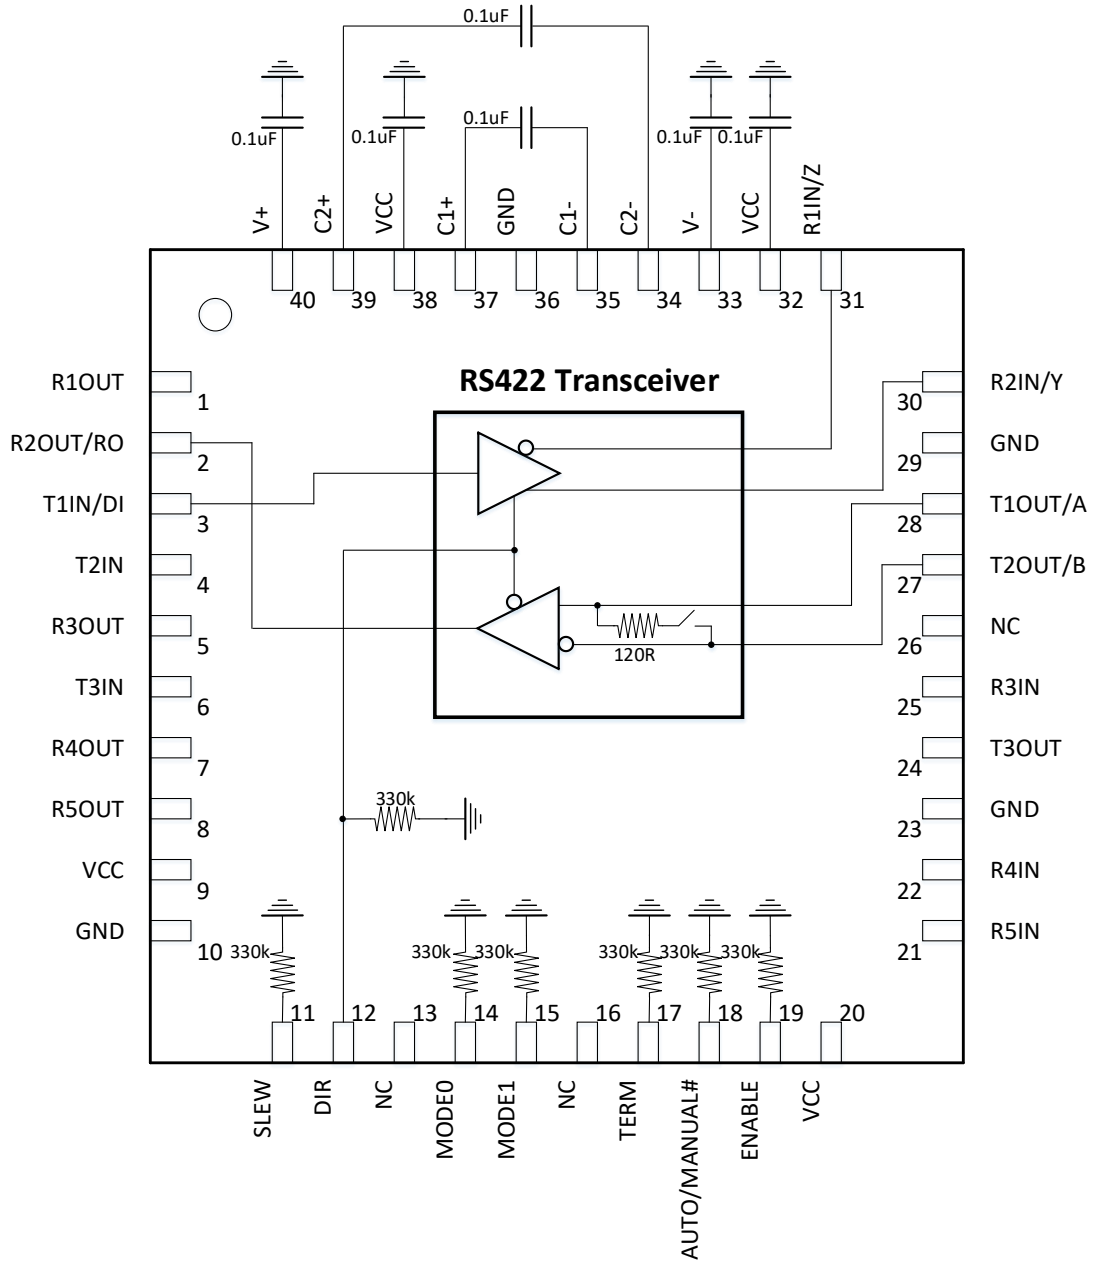 0.1uF
0.1uF
0.1uF
0.1uF
0.1uF
0.1uF
V+
C2+
VCC
C1+
GND
C1-
C2-
V-
VCC
R1IN/Z
40
39
38
37
36
35
34
33
32
31
RS422 Transceiver
R1OUT
1
R2OUT/RO
2
T1IN/DI
3
T2IN
4
R3OUT
5
T3IN
6
R4OUT
7
R5OUT
8
VCC
9
GND
10
R2IN/Y
30
GND
29
T1OUT/A
28
T2OUT/B
27
NC
26
R3IN
25
T3OUT
24
GND
23
R4IN
22
R5IN
21
120R
330k
330k
330k
330k
330k
330k
330k
11
12
13
14
15
16
17
18
19
20
SLEW
DIR
NC
MODE0
MODE1
NC
TERM
AUTO/MANUAL#
ENABLE
VCC